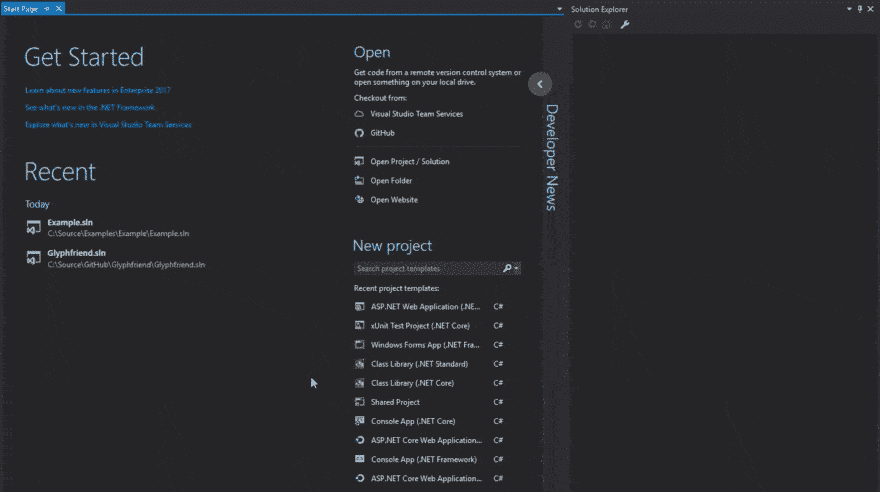 Start Page
Solution Explorer
Get Started
Learn about new features in Enterprise 2017
See what's new in the .NET Framework
Explore what's new in Visual Studio Team Services
Recent
Today
Example.sln
C:\Source\Examples\Example\Example.sln
Glyphfriend.sln
C:\Source\GitHub\Glyphfriend\Glyphfriend.sln
Open
Get code from a remote version control system or
open something on your local drive.
Checkout from:
Visual Studio Team Services
GitHub
Open Project / Solution
Open Folder
Open Website
New project
Search project templates
Recent project templates:
ASP.NET Web Application (.NE... C#
xUnit Test Project (.NET Core) C#
Windows Forms App (.NET Fra... C#
Class Library (.NET Standard) C#
Class Library (.NET Core) C#
Shared Project C#
Console App (.NET Core) C#
ASP.NET Core Web Application... C#
Console App (.NET Framework) C#
ASP.NET Core Web Application... C#
Developer News